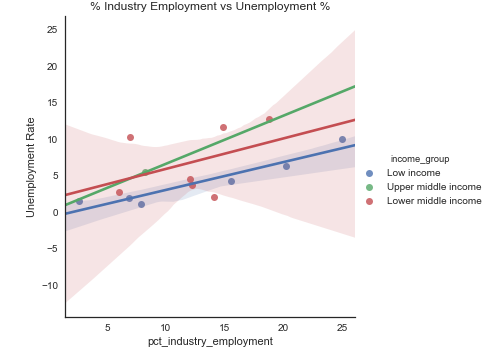 % Industry Employment vs Unemployment %
25
20
15
10
5
0
−5
−10
Unemployment Rate
5
10
15
20
25
pct_industry_employment
income_group
Low income
Upper middle income
Lower middle income